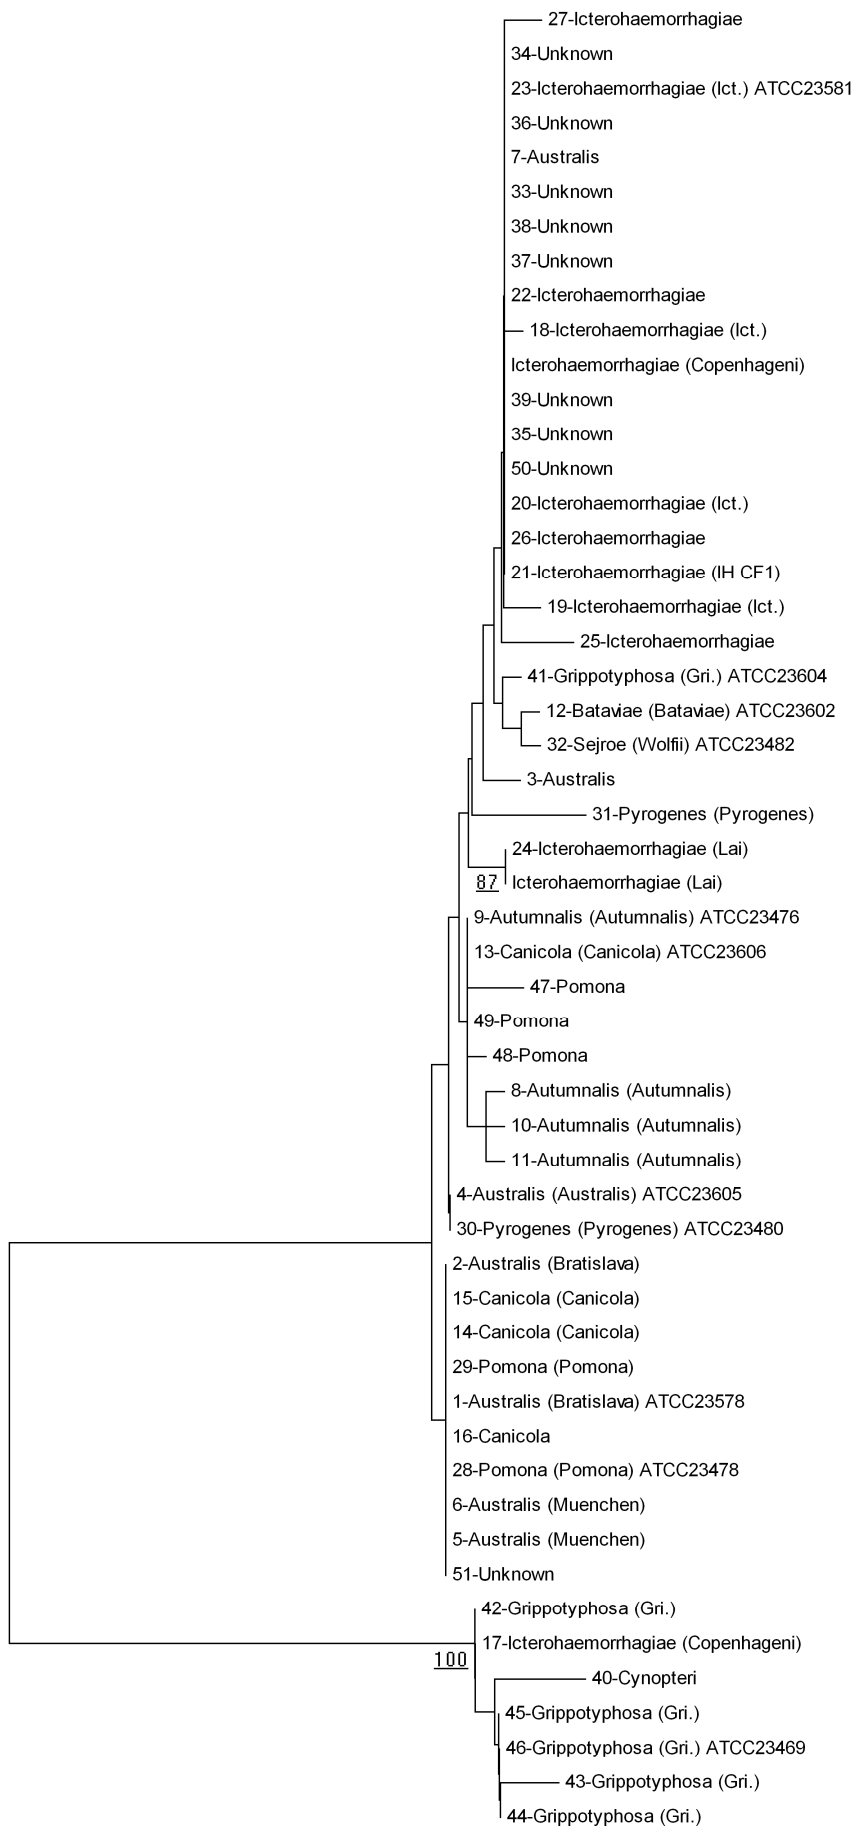 27-Icterohaemorrhagiae
34-Unknown
23-Icterohaemorrhagiae (Ict.) ATCC23581
36-Unknown
7-Australis
33-Unknown
38-Unknown
37-Unknown
22-Icterohaemorrhagiae
18-Icterohaemorrhagiae (Ict.)
Icterohaemorrhagiae (Copenhageni)
39-Unknown
35-Unknown
50-Unknown
20-Icterohaemorrhagiae (Ict.)
26-Icterohaemorrhagiae
21-Icterohaemorrhagiae (IH CF1)
19-Icterohaemorrhagiae (Ict.)
25-Icterohaemorrhagiae
41-Grippotyphosa (Gri.) ATCC23604
12-Bataviae (Bataviae) ATCC23602
32-Sejroe (Wolfii) ATCC23482
3-Australis
31-Pyrogenes (Pyrogenes)
24-Icterohaemorrhagiae (Lai)
87 Icterohaemorrhagiae (Lai)
9-Autumnalis (Autumnalis) ATCC23476
13-Canicola (Canicola) ATCC23606
47-Pomona
49-Pomona
48-Pomona
8-Autumnalis (Autumnalis)
10-Autumnalis (Autumnalis)
11-Autumnalis (Autumnalis)
4-Australis (Australis) ATCC23605
30-Pyrogenes (Pyrogenes) ATCC23480
2-Australis (Bratislava)
15-Canicola (Canicola)
14-Canicola (Canicola)
29-Pomona (Pomona)
1-Australis (Bratislava) ATCC23578
16-Canicola
28-Pomona (Pomona) ATCC23478
6-Australis (Muenchen)
5-Australis (Muenchen)
51-Unknown
42-Grippotyphosa (Gri.)
17-Icterohaemorrhagiae (Copenhageni)
100
40-Cynopteri
45-Grippotyphosa (Gri.)
46-Grippotyphosa (Gri.) ATCC23469
43-Grippotyphosa (Gri.)
44-Grippotyphosa (Gri.)